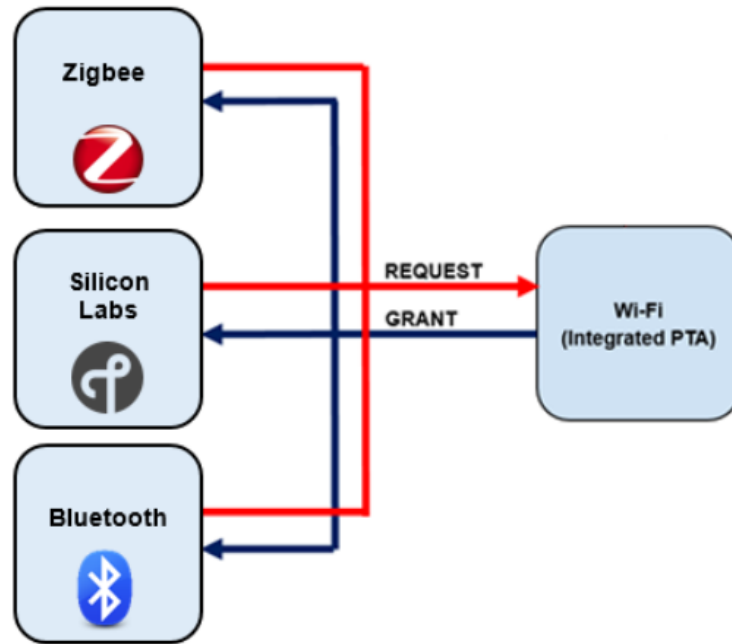 Zigbee
Silicon
Labs
Bluetooth
REQUEST
GRANT
Wi-Fi
(Integrated PTA)